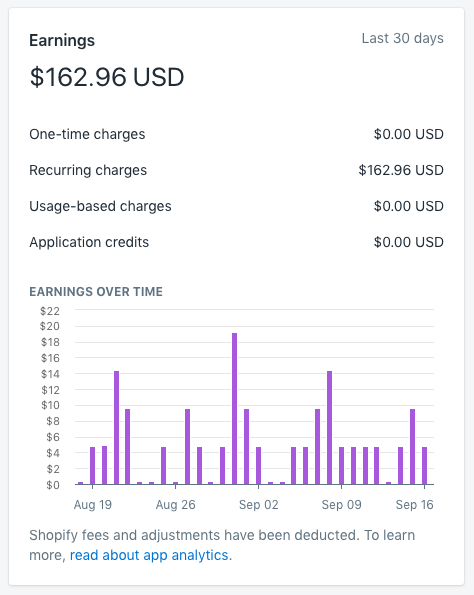 Earnings Last 30 days
$162.96 USD
One-time charges $0.00 USD
Recurring charges $162.96 USD
Usage-based charges $0.00 USD
Application credits $0.00 USD
EARNINGS OVER TIME
$22
$20
$18
$16
$14
$12
$10
$8
$6
$4
$2
$0
Aug 19 Aug 26 Sep 02 Sep 09 Sep 16
Shopify fees and adjustments have been deducted. To learn
more, read about app analytics.